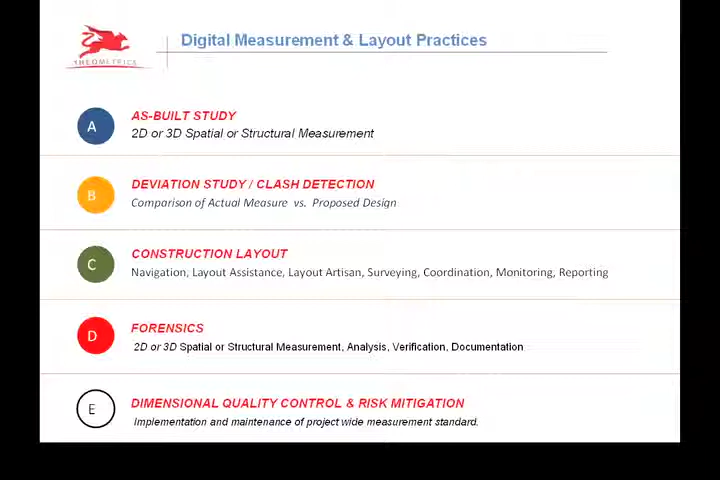 THEOMETRICS
Digital Measurement & Layout Practices
A
AS-BUILT STUDY
2D or 3D Spatial or Structural Measurement
B
DEVIATION STUDY / CLASH DETECTION
Comparison of Actual Measure vs. Proposed Design
C
CONSTRUCTION LAYOUT
Navigation, Layout Assistance, Layout Artisan, Surveying, Coordination, Monitoring, Reporting
D
FORENSICS
2D or 3D Spatial or Structural Measurement, Analysis, Verification, Documentation
E
DIMENSIONAL QUALITY CONTROL & RISK MITIGATION
Implementation and maintenance of project wide measurement standard.